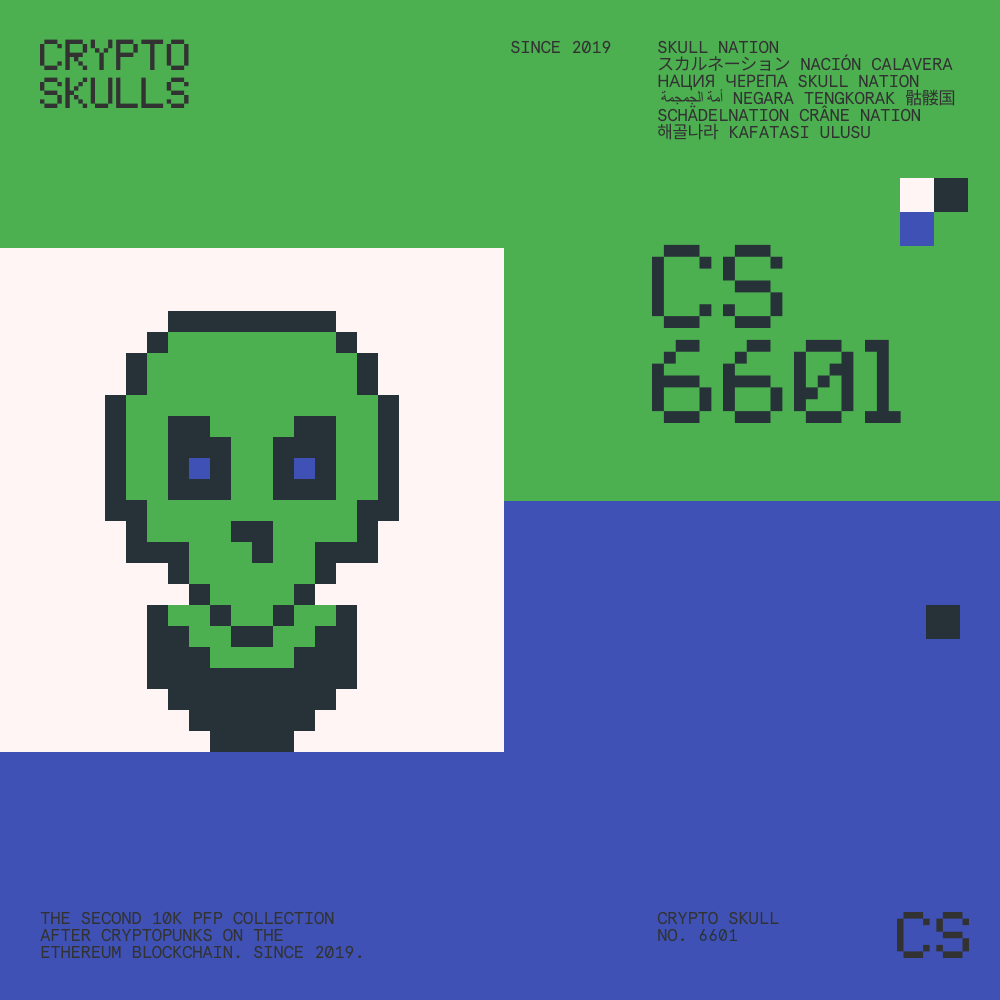 CRYPTO
SKULLS
SINCE 2019
SKULL NATION
スカルネーション NACIÓN CALAVERA
НАЦИЯ ЧЕРЕПА SKULL NATION
أمة الجمجمة NEGARA TENGKORAK 骷髅国
SCHÄDELNATION CRÂNE NATION
해골나라 KAFATASI ULUSU
CS
6601
THE SECOND 10K PFP COLLECTION
AFTER CRYPTOPUNKS ON THE
ETHEREUM BLOCKCHAIN. SINCE 2019.
CRYPTO SKULL
NO. 6601
CS